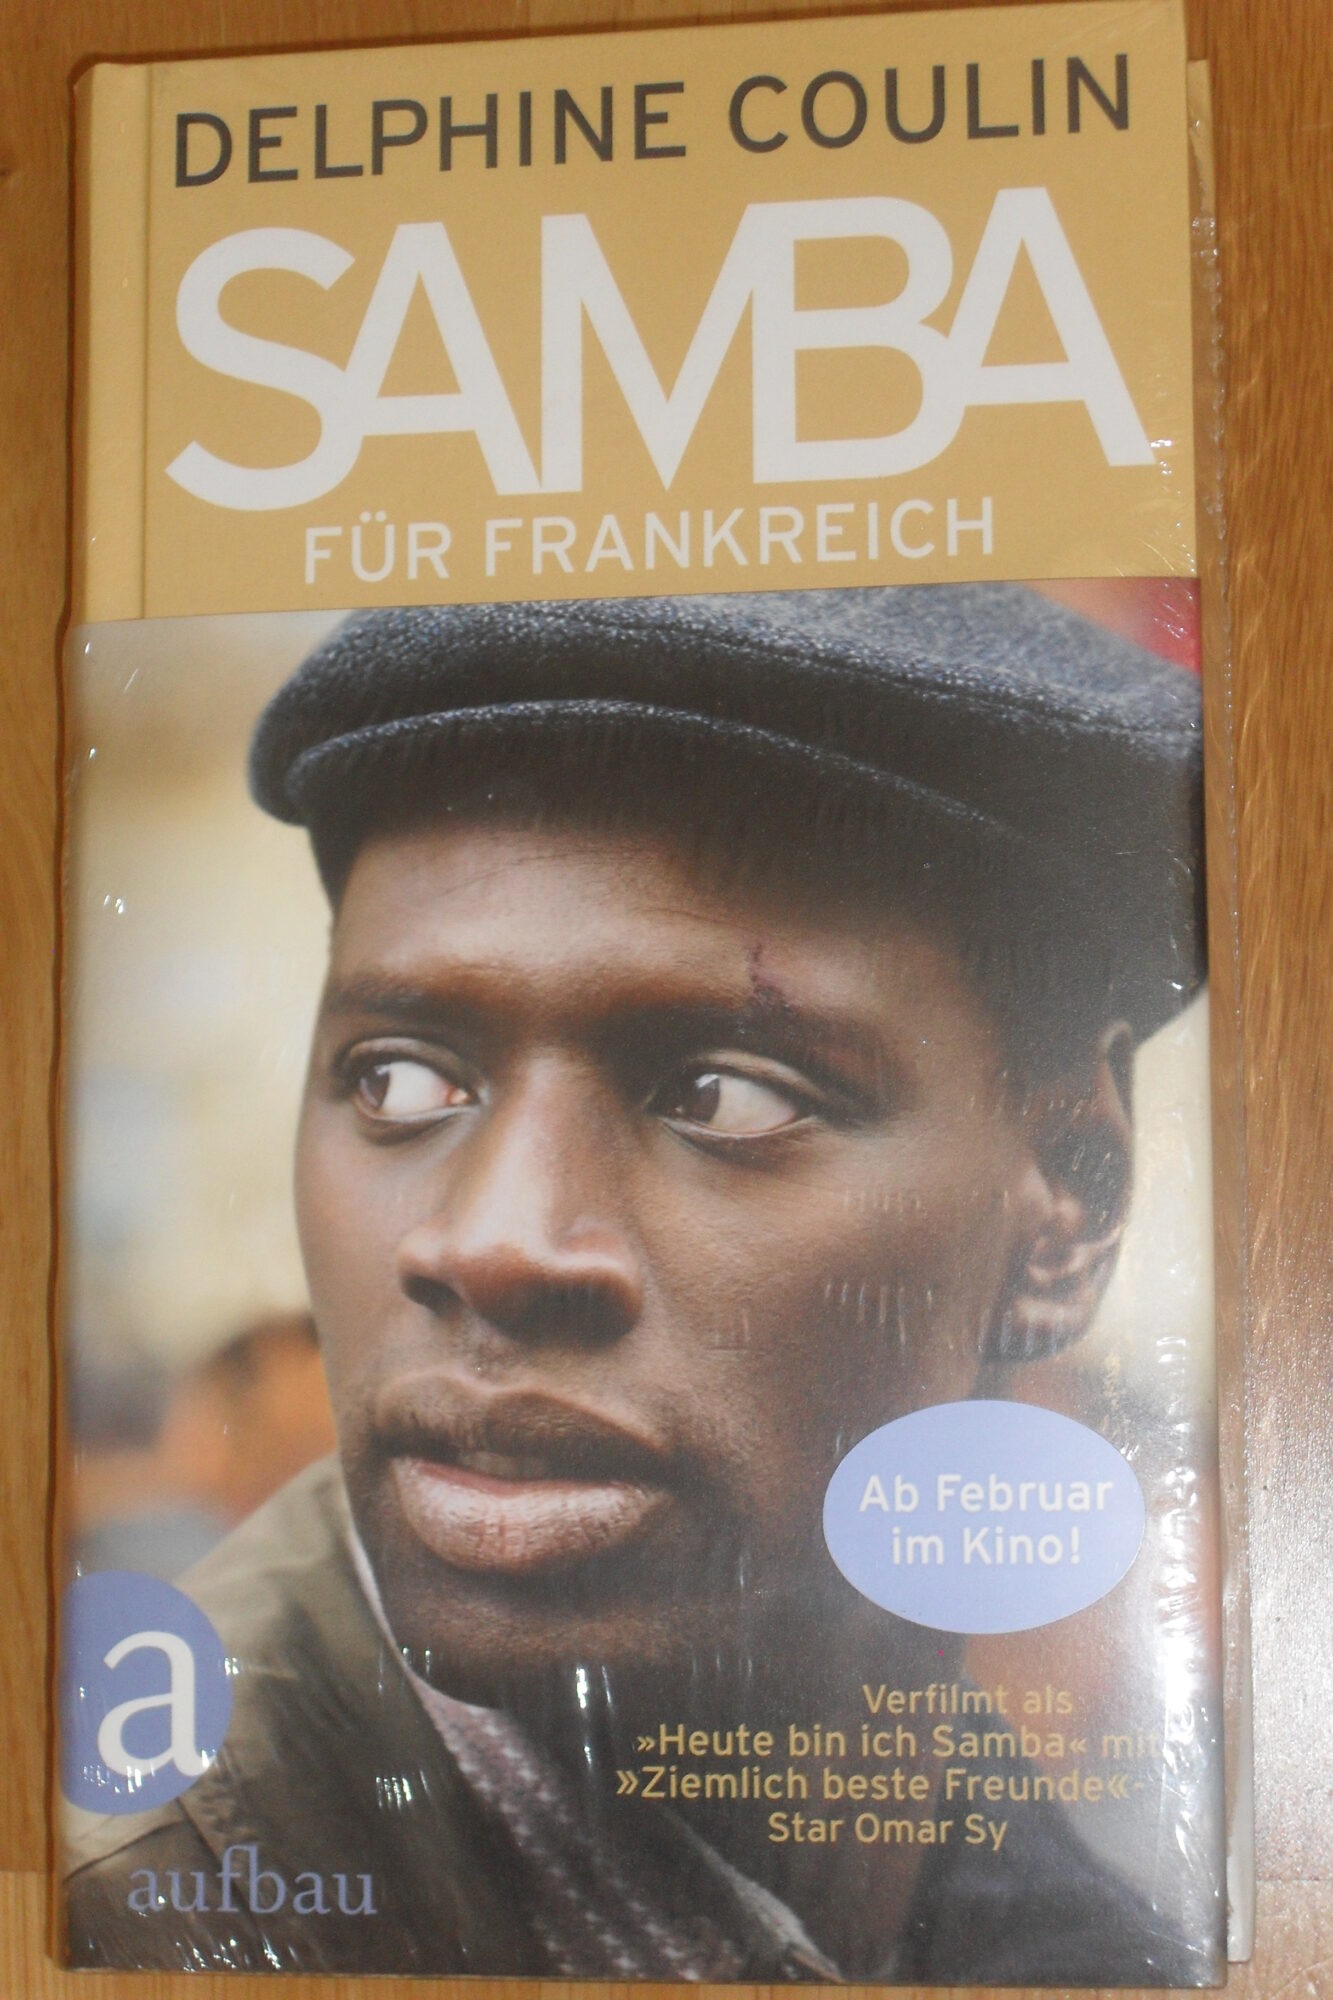 DELPHINE COULIN
SAMBA
FÜR FRANKREICH
Ab Februar
im Kino!
Verfilmt als
»Heute bin ich Samba« mit
»Ziemlich beste Freunde«-
Star Omar Sy
a
aufbau